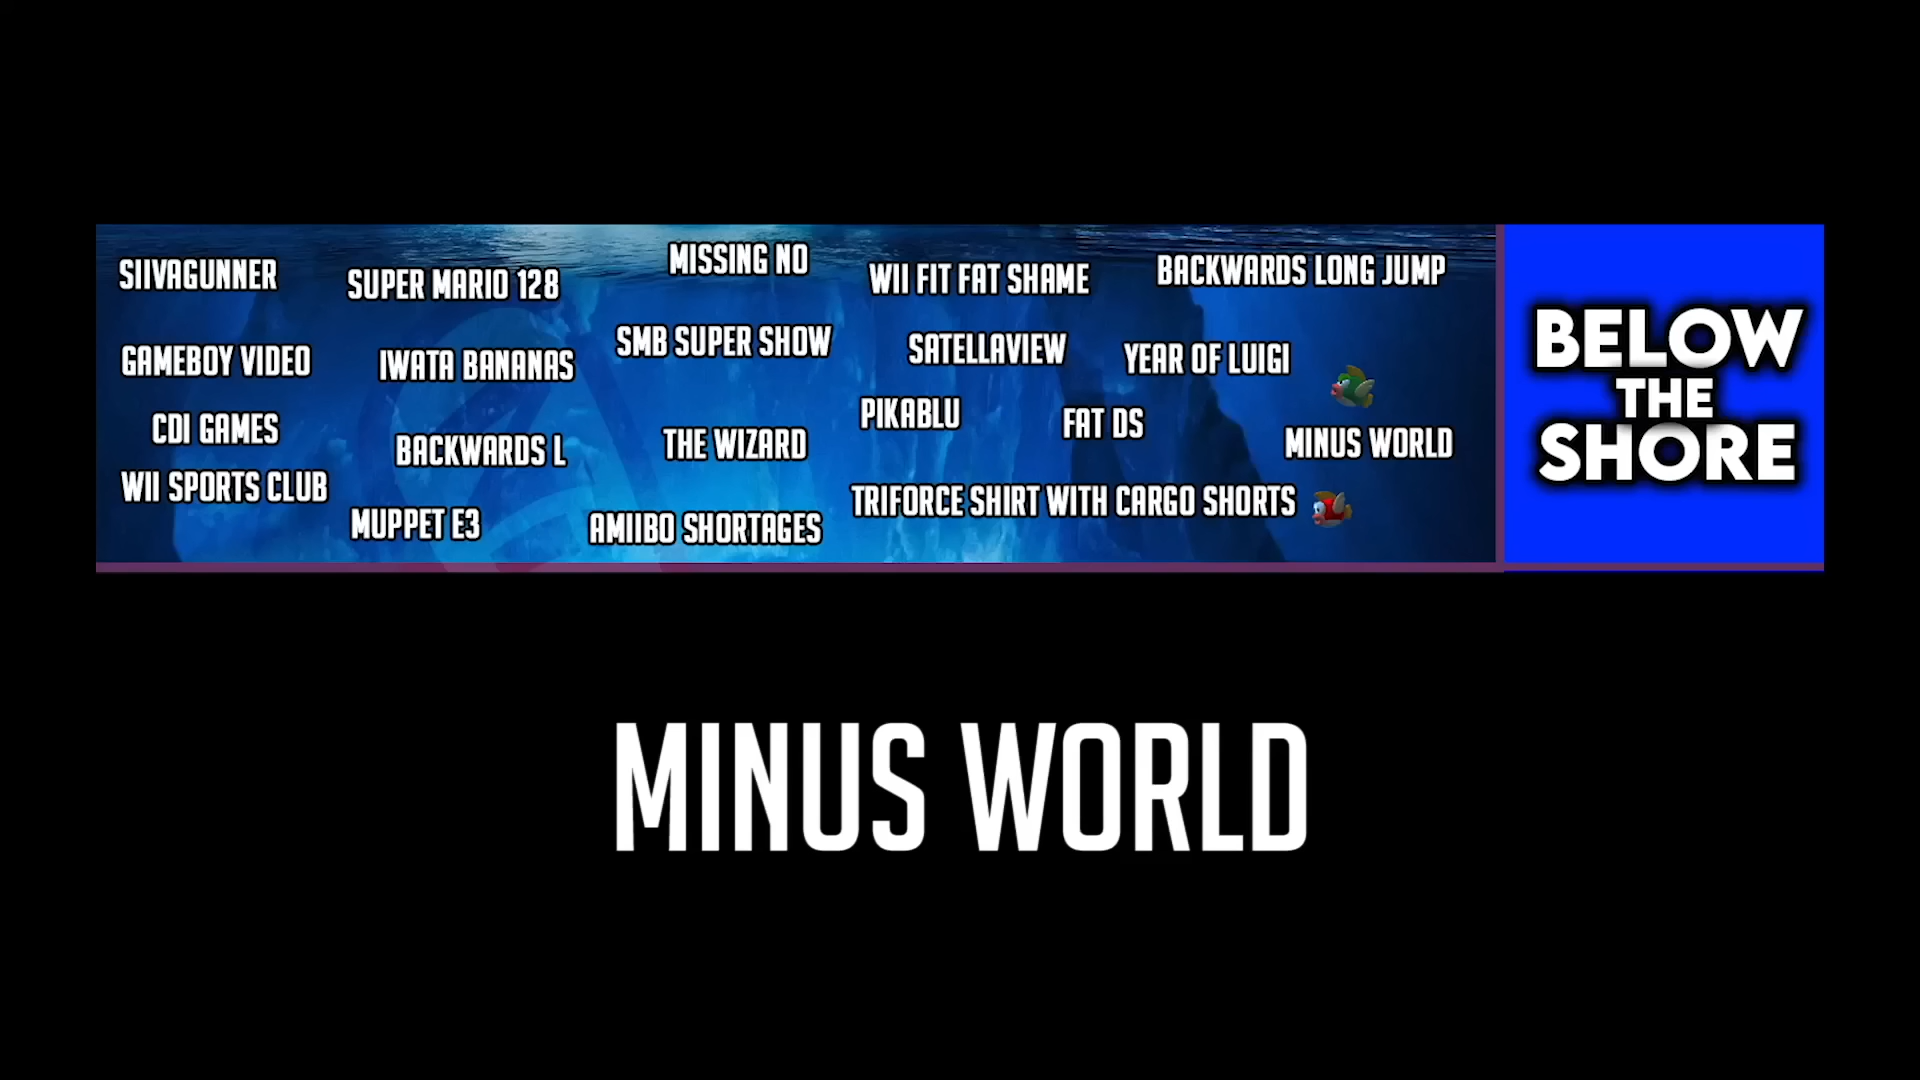 SIIVAGUNNER
SUPER MARIO 128
MISSING NO
WII FIT FAT SHAME
BACKWARDS LONG JUMP
GAMEBOY VIDEO
IWATA BANANAS
SMB SUPER SHOW
SATELLAVIEW
YEAR OF LUIGI
CDI GAMES
BACKWARDS L
THE WIZARD
PIKABLU
FAT DS
MINUS WORLD
WII SPORTS CLUB
MUPPET E3
AMIIBO SHORTAGES
TRIFORCE SHIRT WITH CARGO SHORTS
BELOW
THE
SHORE
MINUS WORLD